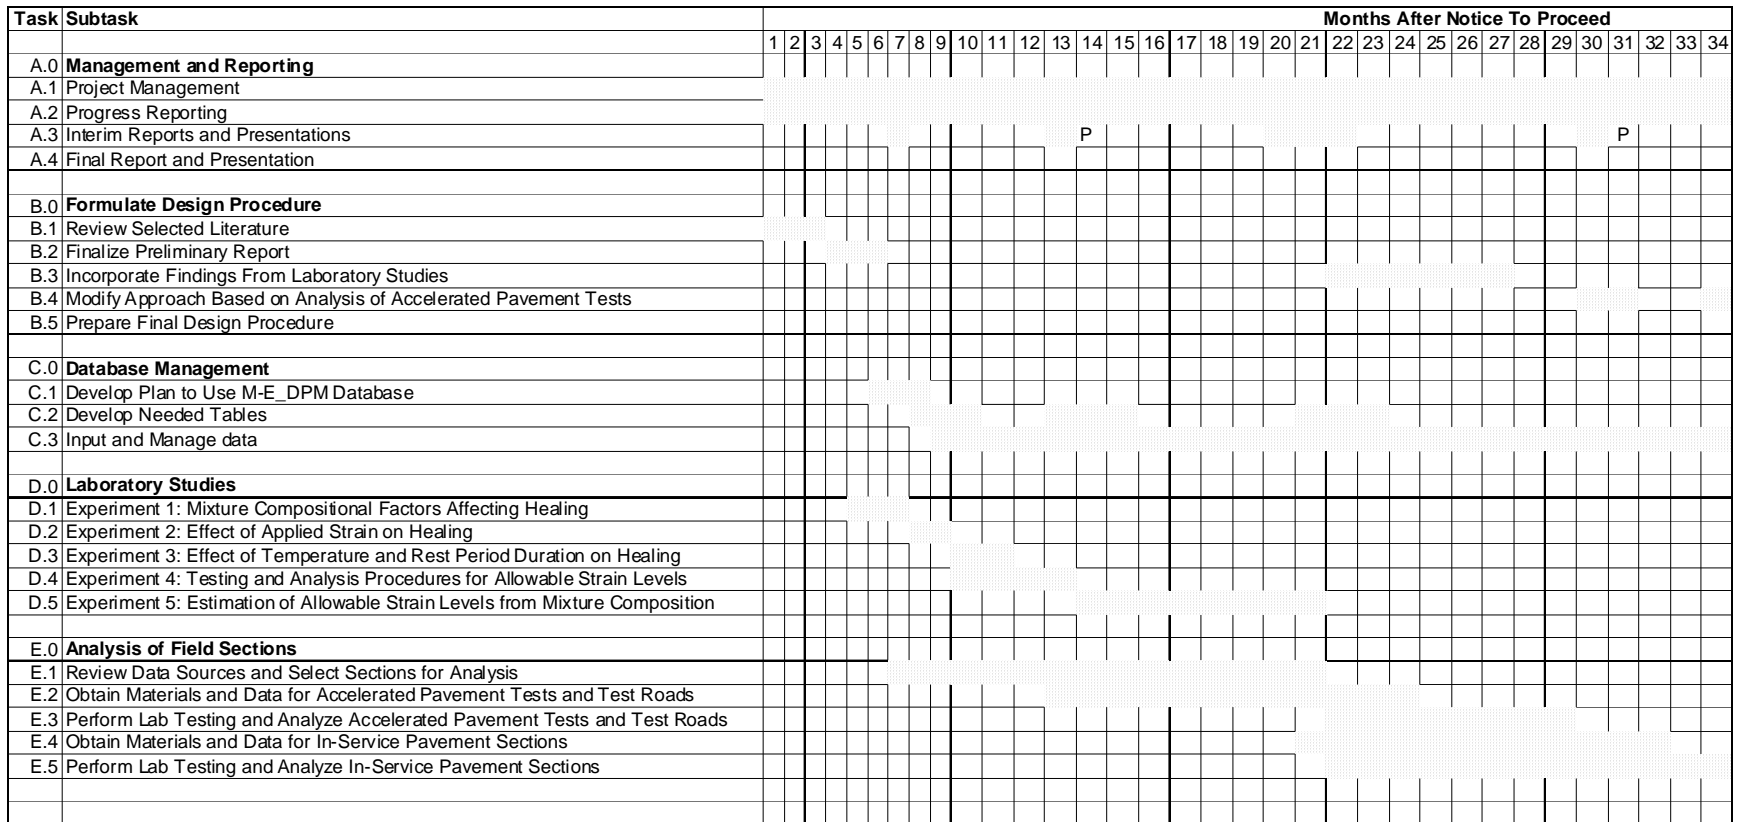 Task Subtask Months After Notice To Proceed
1 2 3 4 5 6 7 8 9 10 11 12 13 14 15 16 17 18 19 20 21 22 23 24 25 26 27 28 29 30 31 32 33 34
A.0 Management and Reporting
A.1 Project Management
A.2 Progress Reporting
A.3 Interim Reports and Presentations P P
A.4 Final Report and Presentation
B.0 Formulate Design Procedure
B.1 Review Selected Literature
B.2 Finalize Preliminary Report
B.3 Incorporate Findings From Laboratory Studies
B.4 Modify Approach Based on Analysis of Accelerated Pavement Tests
B.5 Prepare Final Design Procedure
C.0 Database Management
C.1 Develop Plan to Use M-E_DPM Database
C.2 Develop Needed Tables
C.3 Input and Manage data
D.0 Laboratory Studies
D.1 Experiment 1: Mixture Compositional Factors Affecting Healing
D.2 Experiment 2: Effect of Applied Strain on Healing
D.3 Experiment 3: Effect of Temperature and Rest Period Duration on Healing
D.4 Experiment 4: Testing and Analysis Procedures for Allowable Strain Levels
D.5 Experiment 5: Estimation of Allowable Strain Levels from Mixture Composition
E.0 Analysis of Field Sections
E.1 Review Data Sources and Select Sections for Analysis
E.2 Obtain Materials and Data for Accelerated Pavement Tests and Test Roads
E.3 Perform Lab Testing and Analyze Accelerated Pavement Tests and Test Roads
E.4 Obtain Materials and Data for In-Service Pavement Sections
E.5 Perform Lab Testing and Analyze In-Service Pavement Sections